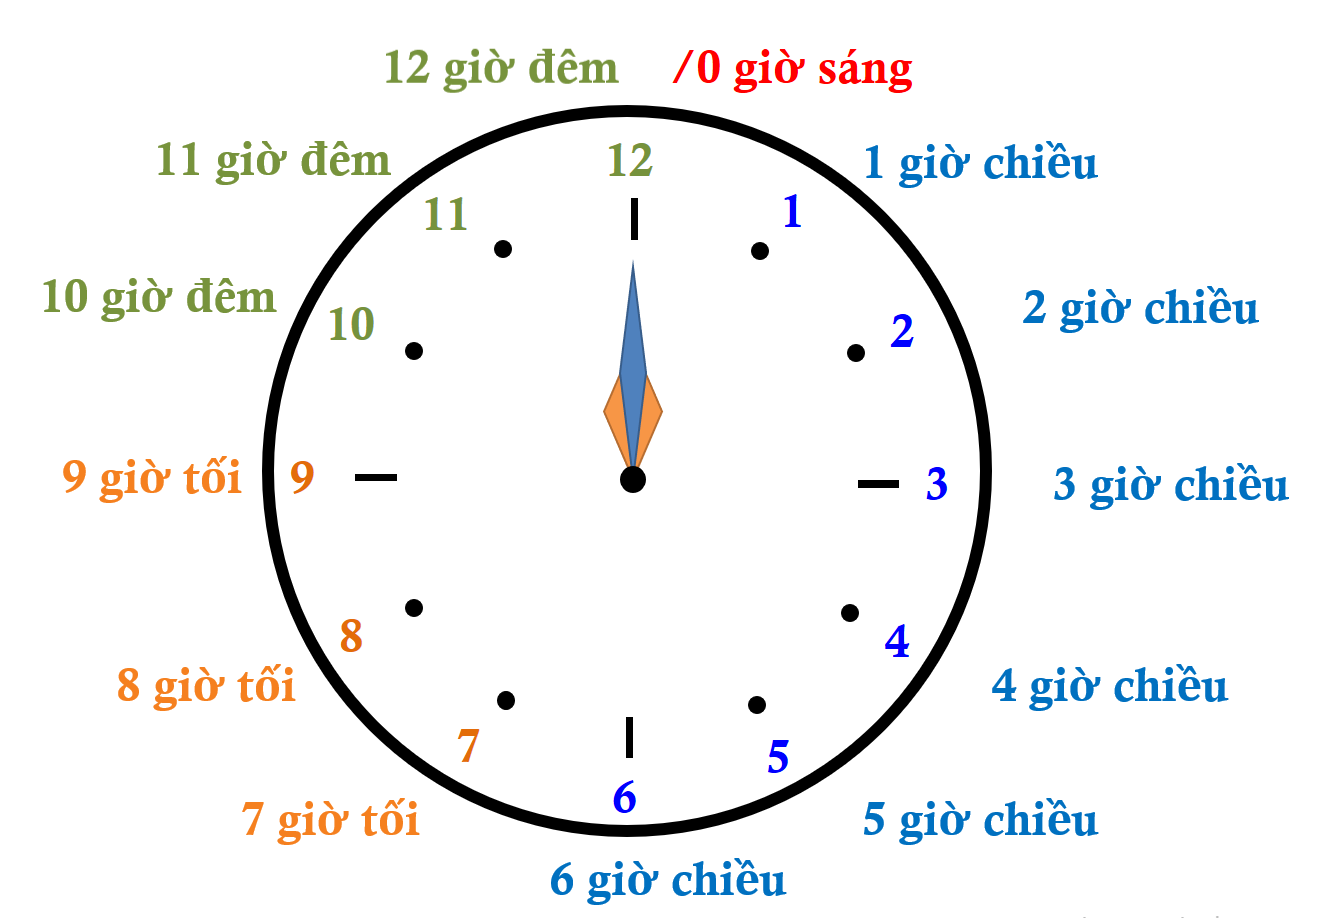 12 giờ đêm /0 giờ sáng
11 giờ đêm
12
1 giờ chiều
11
1
10 giờ đêm
10
2
2 giờ chiều
9 giờ tối
9
3
3 giờ chiều
8
4
8 giờ tối
4 giờ chiều
7
5
7 giờ tối
6
5 giờ chiều
6 giờ chiều